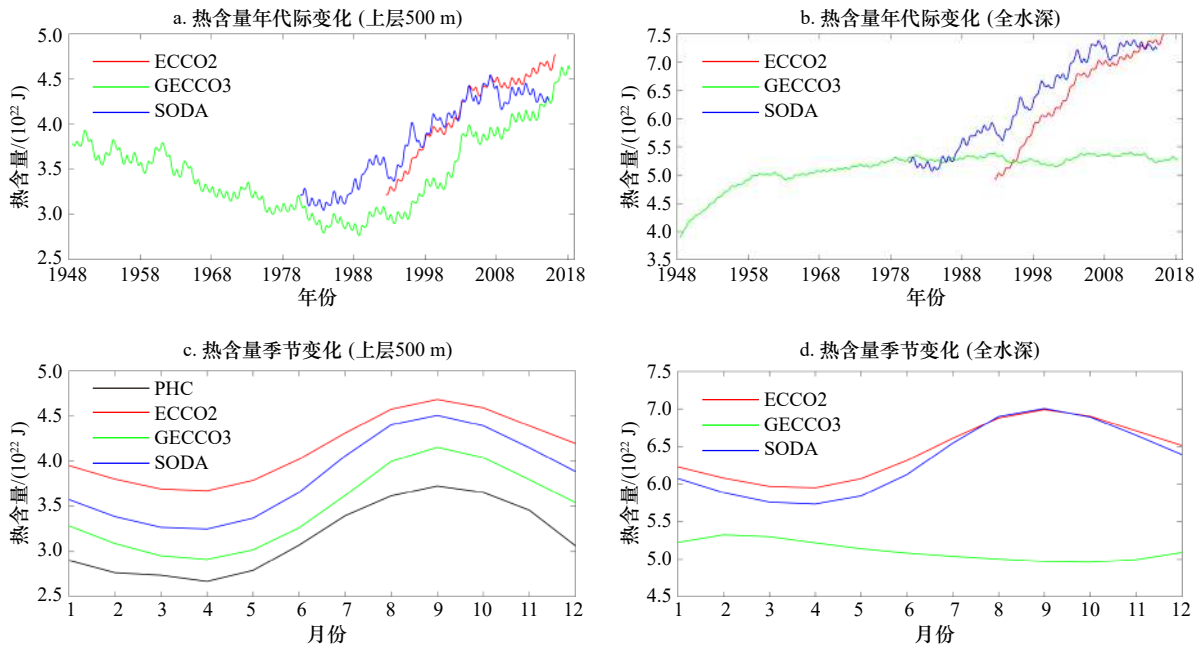 a. 热含量年代际变化 (上层500 m)
5.0
4.5
4.0
3.5
3.0
2.5
热含量/(10²² J)
ECCO2
GECCO3
SODA
1948 1958 1968 1978 1988 1998 2008 2018
年份
b. 热含量年代际变化 (全水深)
7.5
7.0
6.5
6.0
5.5
5.0
4.5
4.0
3.5
热含量/(10²² J)
ECCO2
GECCO3
SODA
1948 1958 1968 1978 1988 1998 2008 2018
年份
c. 热含量季节变化 (上层500 m)
5.0
4.5
4.0
3.5
3.0
2.5
热含量/(10²² J)
PHC
ECCO2
GECCO3
SODA
1 2 3 4 5 6 7 8 9 10 11 12
月份
d. 热含量季节变化 (全水深)
7.5
7.0
6.5
6.0
5.5
5.0
4.5
热含量/(10²² J)
ECCO2
GECCO3
SODA
1 2 3 4 5 6 7 8 9 10 11 12
月份